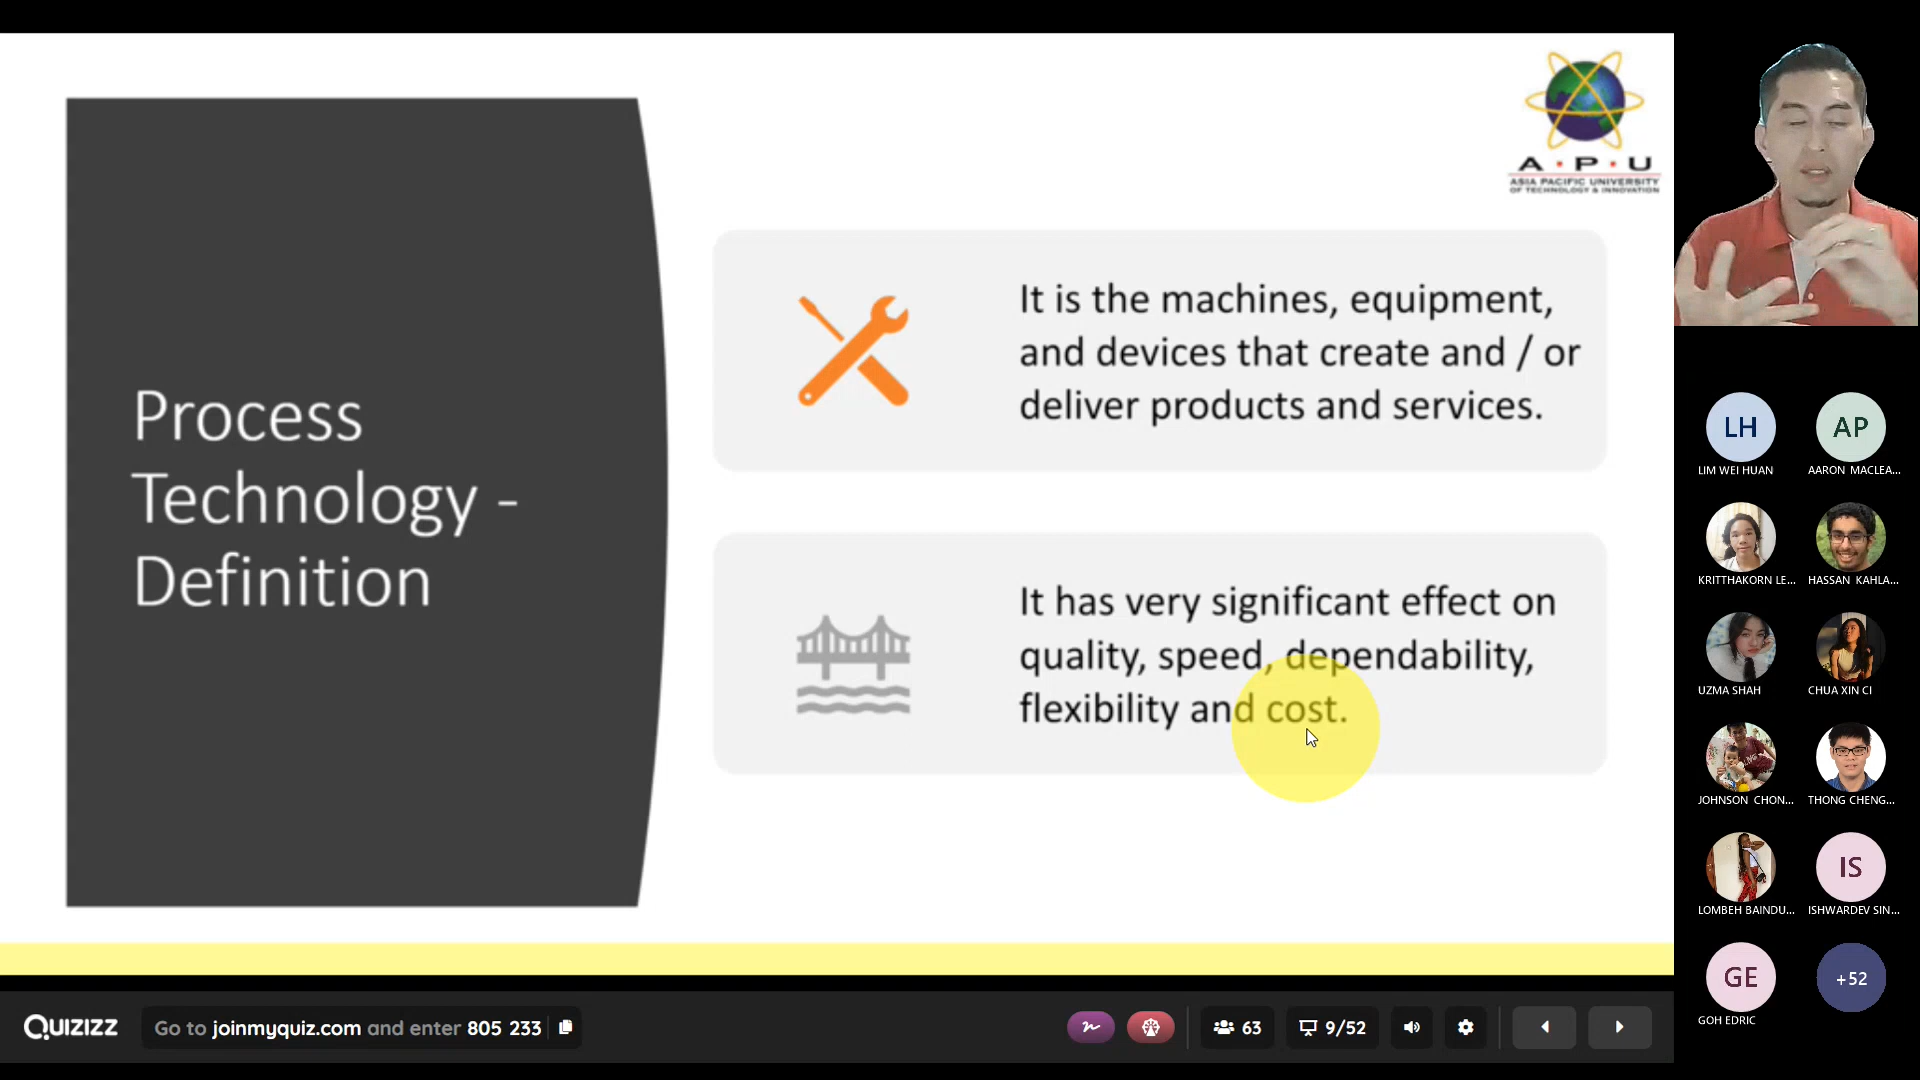 A · P · U
ASIA PACIFIC UNIVERSITY
OF TECHNOLOGY & INNOVATION
Process
Technology -
Definition
It is the machines, equipment,
and devices that create and / or
deliver products and services.
It has very significant effect on
quality, speed, dependability,
flexibility and cost.
LH
LIM WEI HUAN
AP
AARON MACLEA...
KRITTHAKORN LE...
HASSAN KAHLA...
UZMA SHAH
CHUA XIN CI
JOHNSON CHON...
THONG CHENG...
LOMBEH BAINDU...
IS
ISHWARDEV SIN...
GE
GOH EDRIC
+52
QUIZIZZ
Go to joinmyquiz.com and enter 805 233
63
9/52